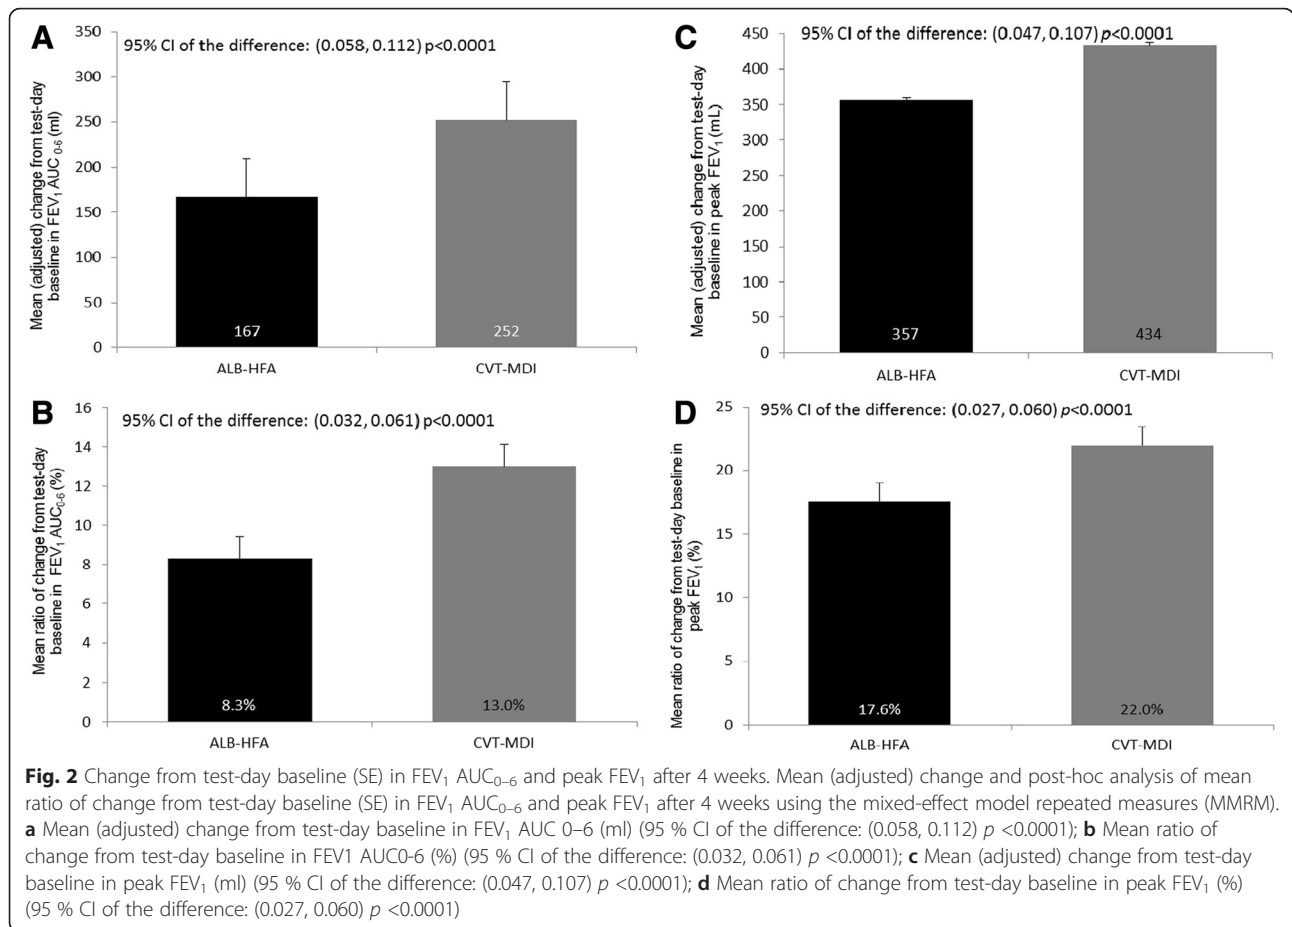 A
95% CI of the difference: (0.058, 0.112) p<0.0001
Mean (adjusted) change from test-day
baseline in FEV₁ AUC ₀₋₆ (ml)
350
300
250
200
150
100
50
0
167
252
ALB-HFA
CVT-MDI
C
95% CI of the difference: (0.047, 0.107) p<0.0001
Mean (adjusted) change from test-day
baseline in peak FEV₁ (mL)
450
400
350
300
450
200
150
100
50
0
357
434
ALB-HFA
CVT-MDI
B
95% CI of the difference: (0.032, 0.061) p<0.0001
Mean ratio of change from test-day
baseline in FEV₁ AUC₀₋₆ (%)
16
14
12
10
8
6
4
2
0
8.3%
13.0%
ALB-HFA
CVT-MDI
D
95% CI of the difference: (0.027, 0.060) p<0.0001
Mean ratio of change from test-day baseline in
peak FEV₁ (%)
25
20
15
10
5
0
17.6%
22.0%
ALB-HFA
CVT-MDI
Fig. 2 Change from test-day baseline (SE) in FEV₁ AUC₀₋₆ and peak FEV₁ after 4 weeks. Mean (adjusted) change and post-hoc analysis of mean
ratio of change from test-day baseline (SE) in FEV₁ AUC₀₋₆ and peak FEV₁ after 4 weeks using the mixed-effect model repeated measures (MMRM).
a Mean (adjusted) change from test-day baseline in FEV₁ AUC 0–6 (ml) (95 % CI of the difference: (0.058, 0.112) p <0.0001); b Mean ratio of
change from test-day baseline in FEV1 AUC0-6 (%) (95 % CI of the difference: (0.032, 0.061) p <0.0001); c Mean (adjusted) change from test-day
baseline in peak FEV₁ (ml) (95 % CI of the difference: (0.047, 0.107) p <0.0001); d Mean ratio of change from test-day baseline in peak FEV₁ (%)
(95 % CI of the difference: (0.027, 0.060) p <0.0001)